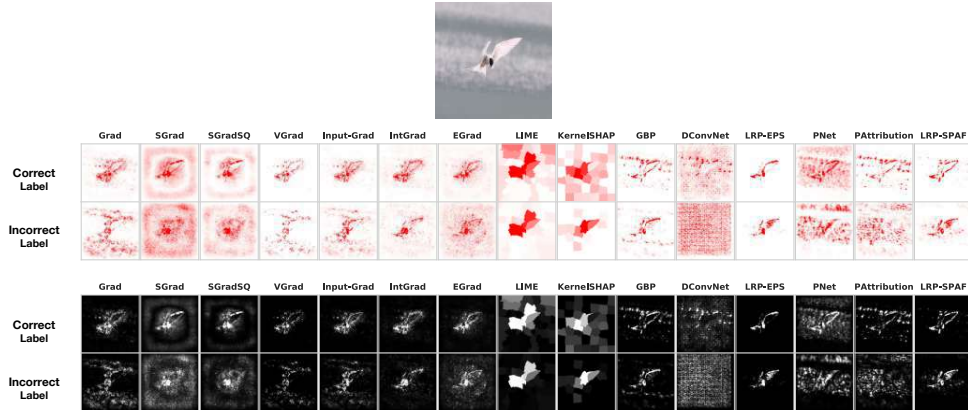 Grad SGrad SGradSQ VGrad Input-Grad IntGrad EGrad LIME KernelSHAP GBP DConvNet LRP-EPS PNet PAttribution LRP-SPAF
Correct
Label
Incorrect
Label
Grad SGrad SGradSQ VGrad Input-Grad IntGrad EGrad LIME KernelSHAP GBP DConvNet LRP-EPS PNet PAttribution LRP-SPAF
Correct
Label
Incorrect
Label